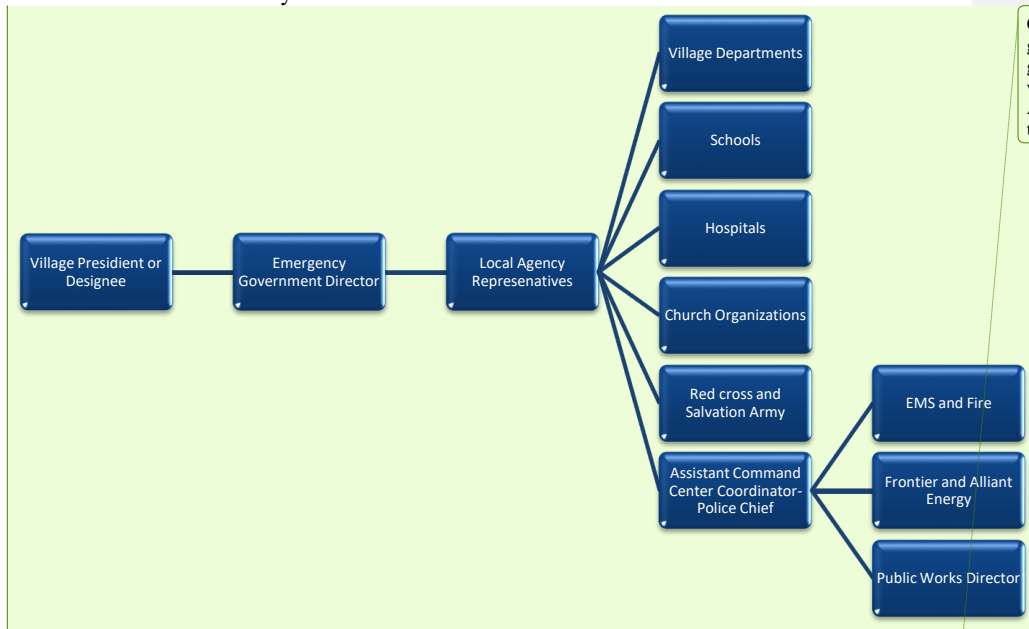 y
Village Departments
Schools
Hospitals
Village Presidient or
Designee
Emergency
Government Director
Local Agency
Represenatives
Church Organizations
Red cross and
Salvation Army
Assistant Command
Center Coordinator-
Police Chief
EMS and Fire
Frontier and Alliant
Energy
Public Works Director